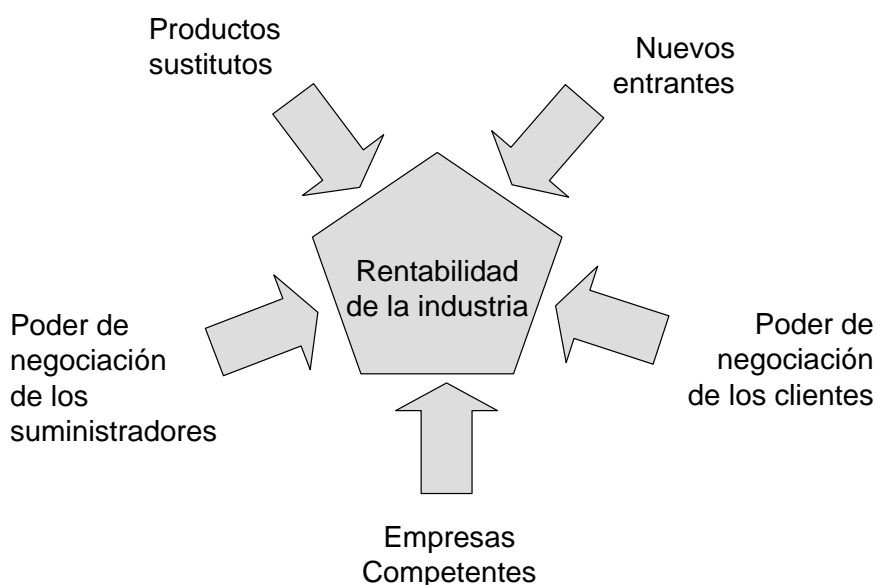 Productos
sustitutos
Nuevos
entrantes
Rentabilidad
de la industria
Poder de
negociación
de los
suministradores
Poder de
negociación
de los clientes
Empresas
Competentes